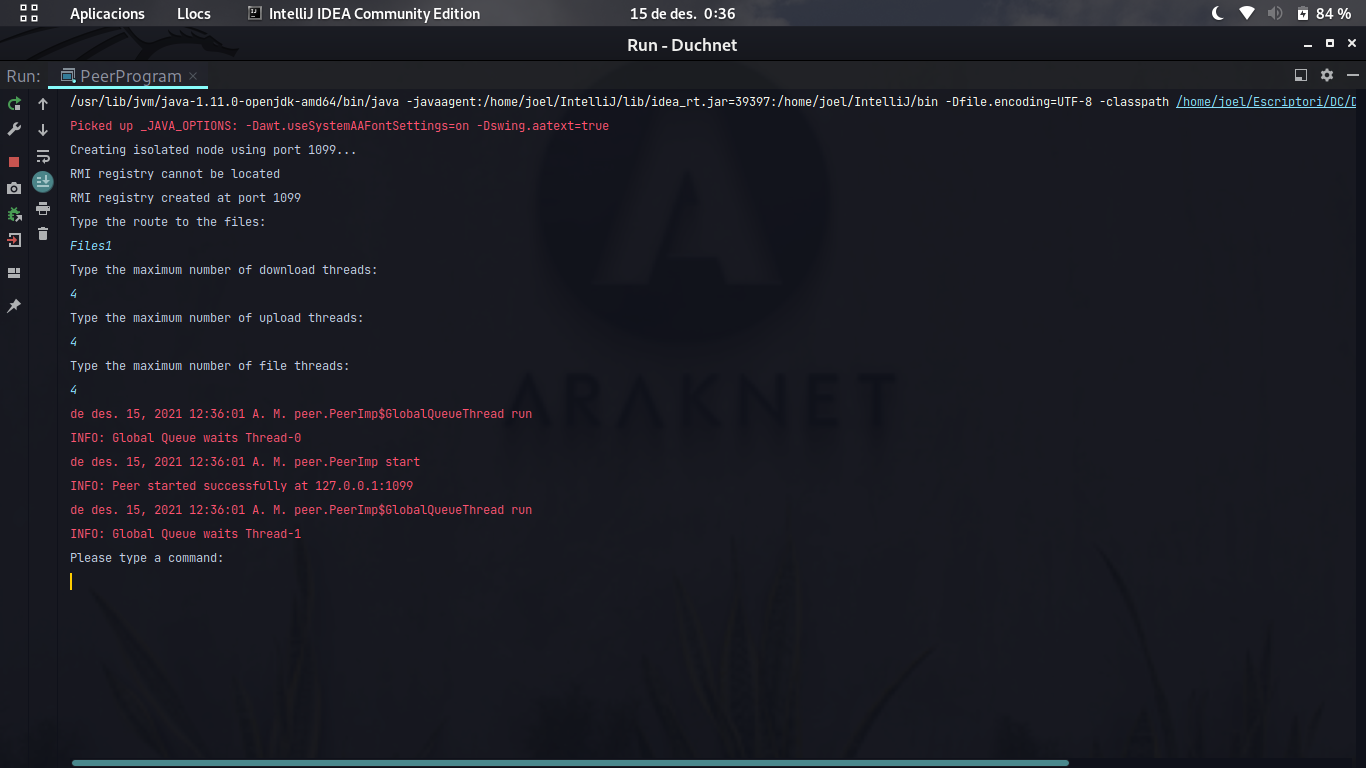 Aplicacions Llocs IntelliJ IDEA Community Edition 15 de des. 0:36 84 %
Run - Duchnet
Run: PeerProgram
/usr/lib/jvm/java-1.11.0-openjdk-amd64/bin/java -javaagent:/home/joel/IntelliJ/lib/idea_rt.jar=39397:/home/joel/IntelliJ/bin -Dfile.encoding=UTF-8 -classpath /home/joel/Escriptori/DC/D
Picked up _JAVA_OPTIONS: -Dawt.useSystemAAFontSettings=on -Dswing.aatext=true
Creating isolated node using port 1099...
RMI registry cannot be located
RMI registry created at port 1099
Type the route to the files:
Files1
Type the maximum number of download threads:
4
Type the maximum number of upload threads:
4
Type the maximum number of file threads:
4
de des. 15, 2021 12:36:01 A. M. peer.PeerImp$GlobalQueueThread run
INFO: Global Queue waits Thread-0
de des. 15, 2021 12:36:01 A. M. peer.PeerImp start
INFO: Peer started successfully at 127.0.0.1:1099
de des. 15, 2021 12:36:01 A. M. peer.PeerImp$GlobalQueueThread run
INFO: Global Queue waits Thread-1
Please type a command:
ARAKNET